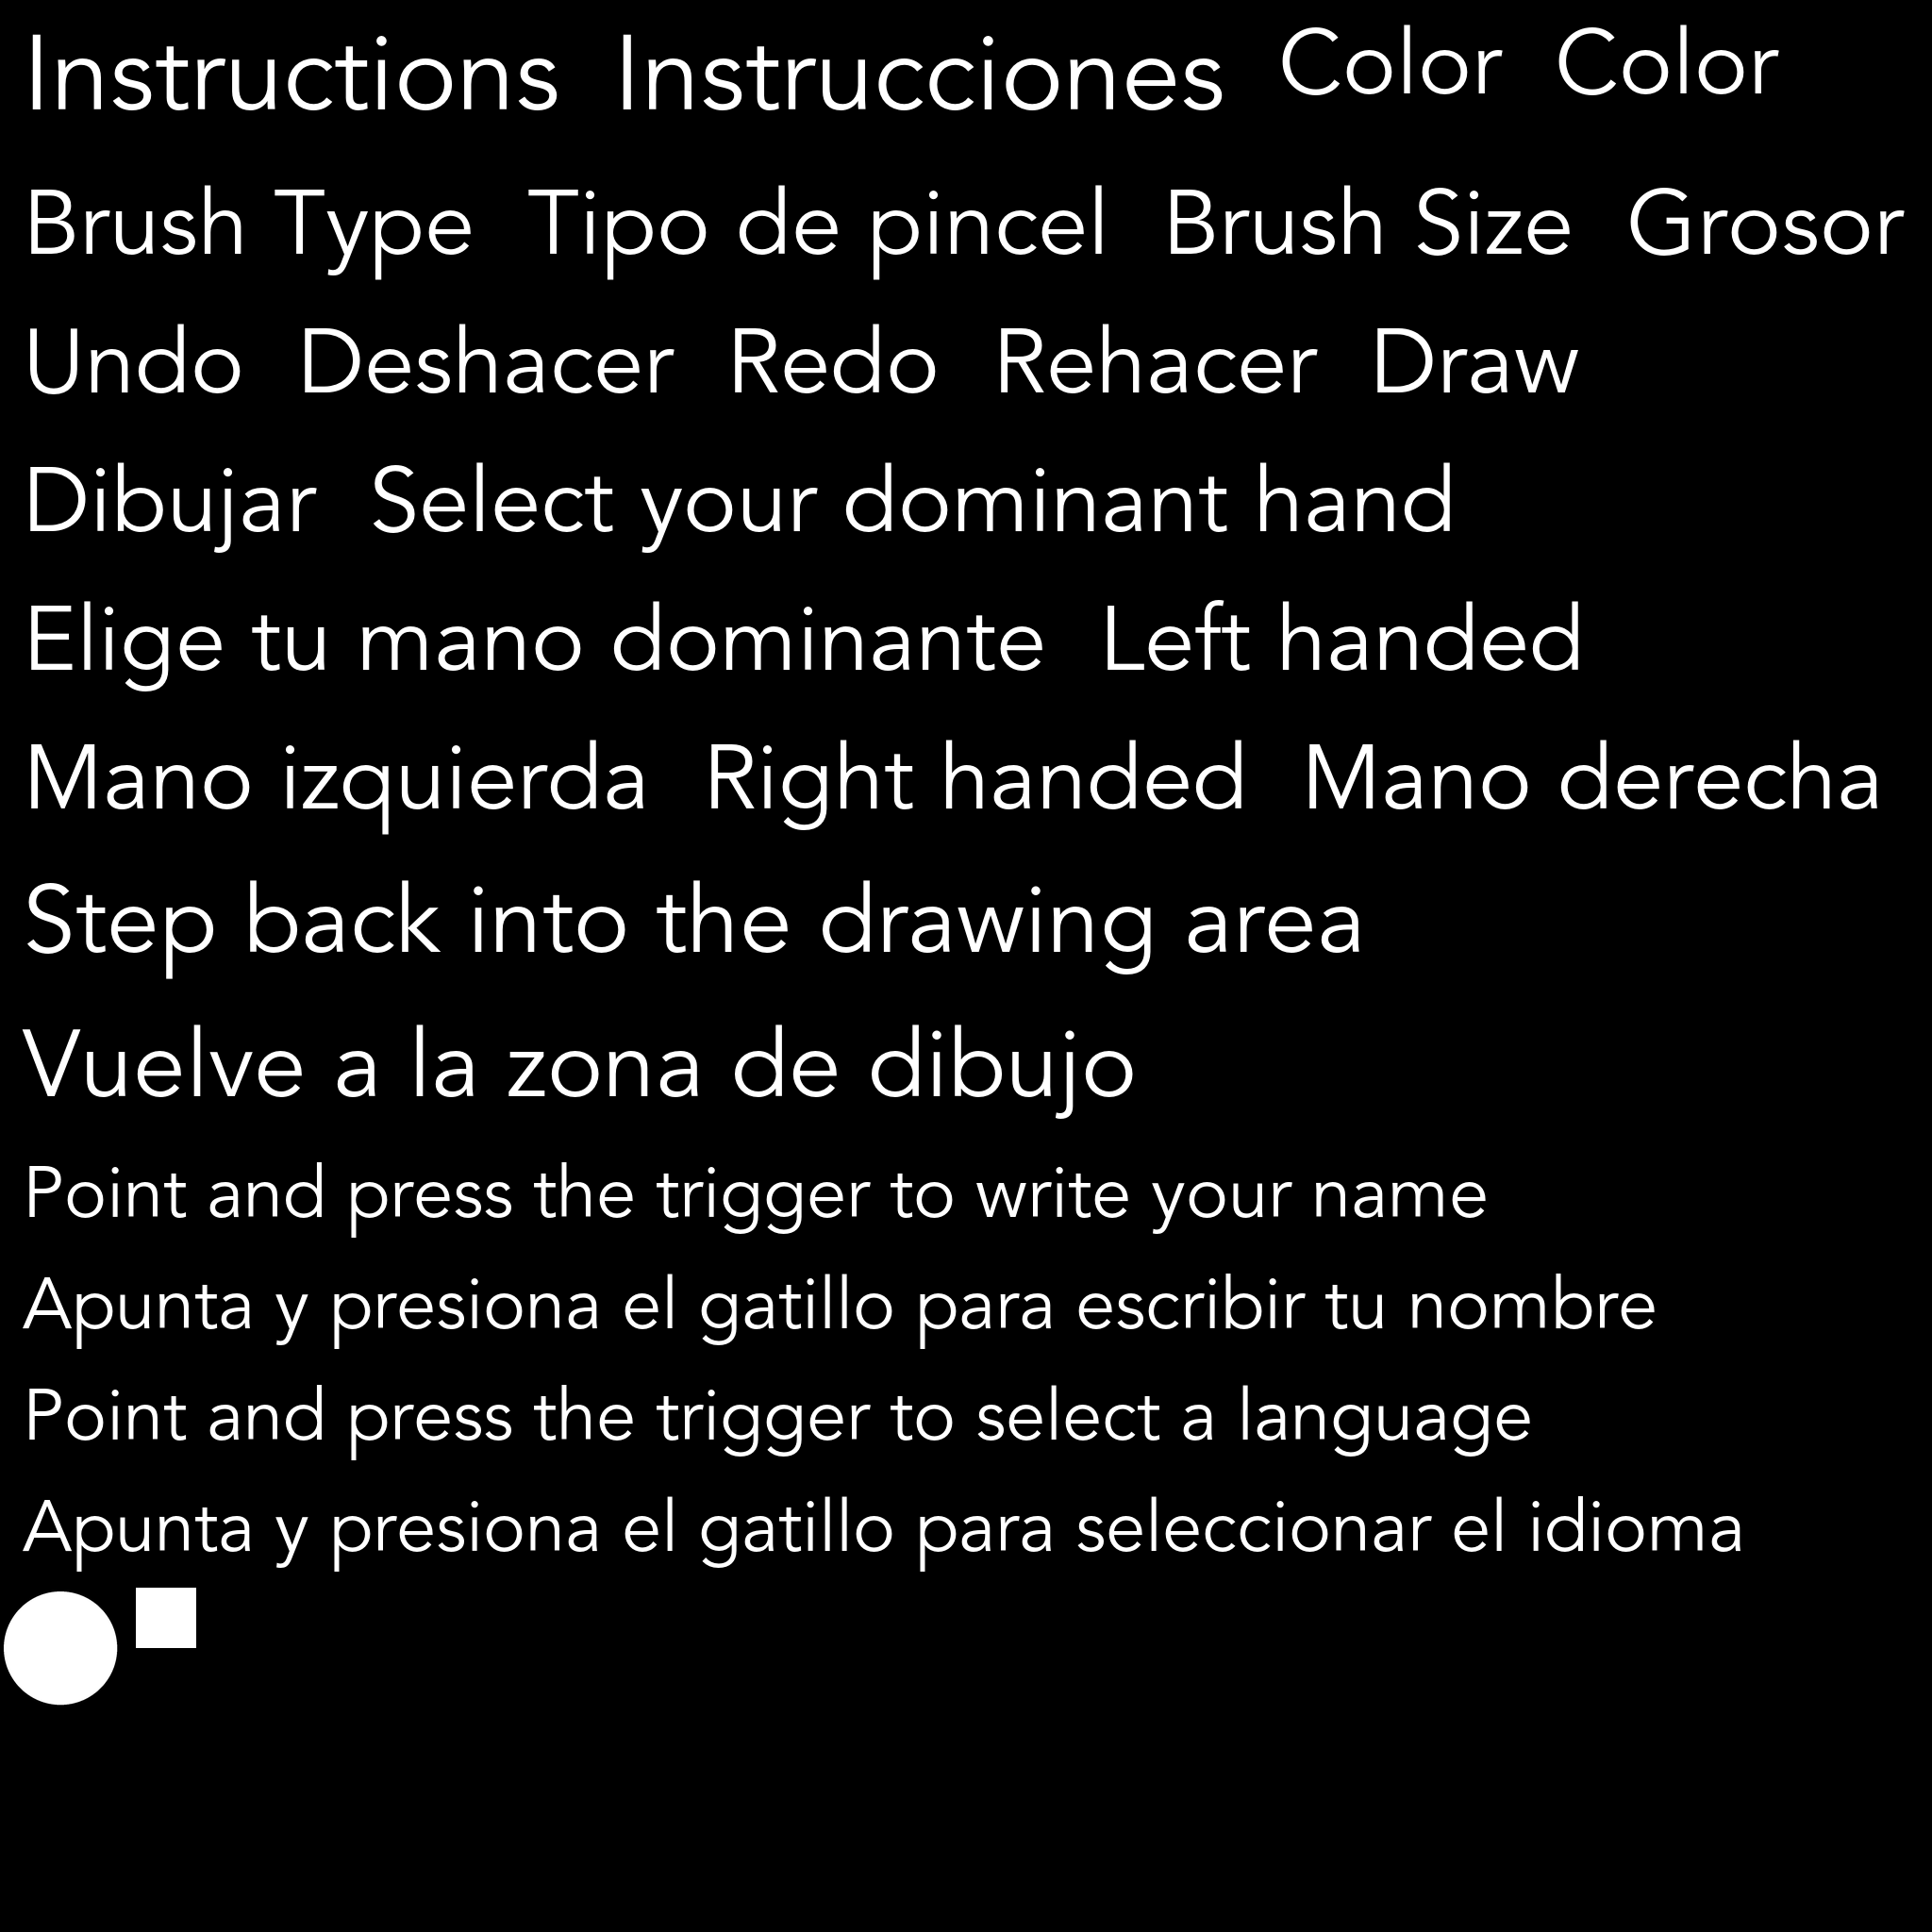 Instructions Instrucciones Color Color
Brush Type Tipo de pincel Brush Size Grosor
Undo Deshacer Redo Rehacer Draw
Dibujar Select your dominant hand
Elige tu mano dominante Left handed
Mano izquierda Right handed Mano derecha
Step back into the drawing area
Vuelve a la zona de dibujo
Point and press the trigger to write your name
Apunta y presiona el gatillo para escribir tu nombre
Point and press the trigger to select a language
Apunta y presiona el gatillo para seleccionar el idioma